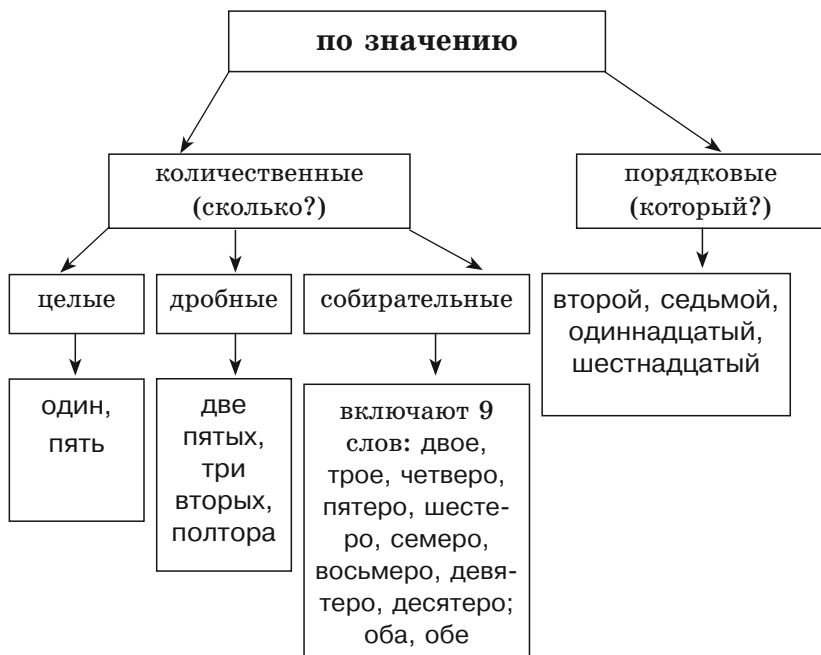 по значению
количественные
(сколько?)
порядковые
(который?)
целые
дробные
собирательные
второй, седьмой,
одиннадцатый,
шестнадцатый
один,
пять
две
пятых,
три
вторых,
полтора
включают 9
слов: двое,
трое, четверо,
пятеро, шесте-
ро, семеро,
восьмеро, девя-
теро, десятеро;
оба, обе